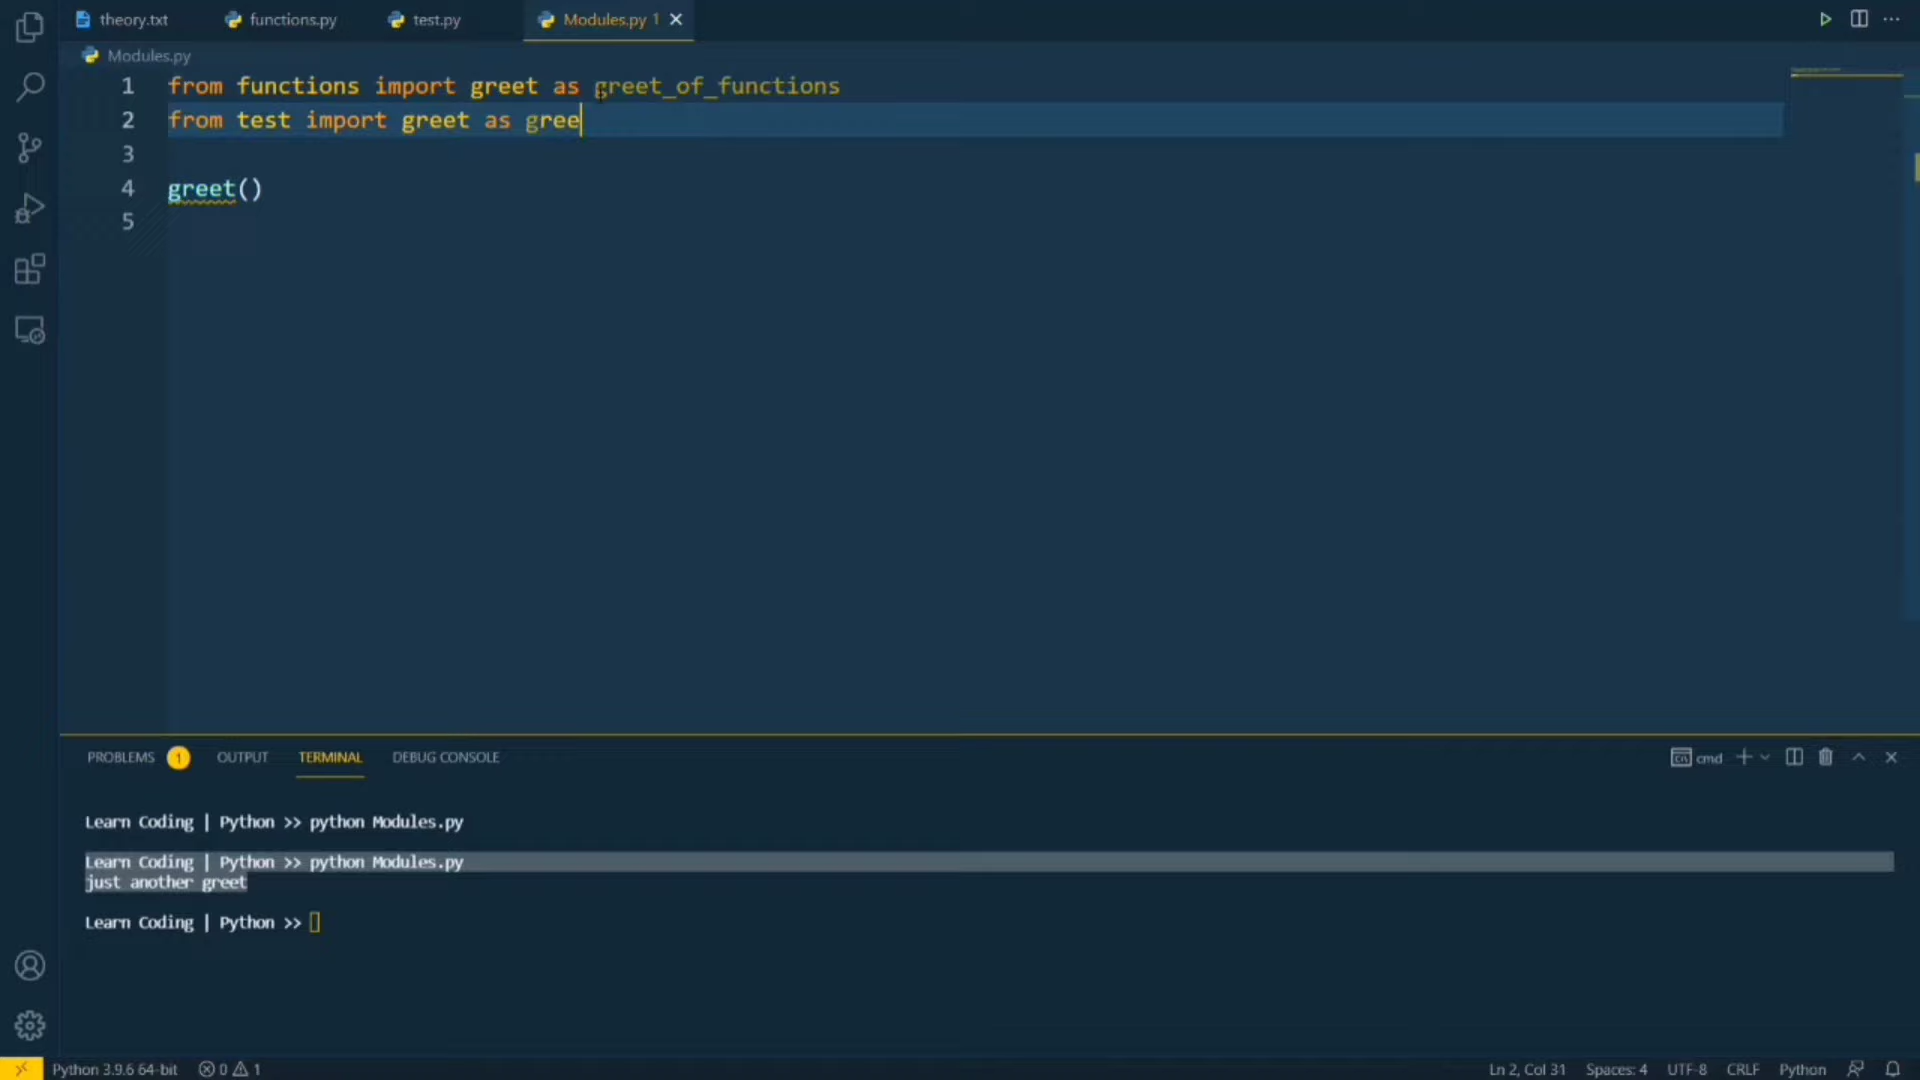 theory.txt functions.py test.py Modules.py 1
Modules.py
1 from functions import greet as greet_of_functions
2 from test import greet as gree
3
4 greet()
5
PROBLEMS 1 OUTPUT TERMINAL DEBUG CONSOLE cmd
Learn Coding | Python >> python Modules.py
Learn Coding | Python >> python Modules.py
just another greet
Learn Coding | Python >>
Python 3.9.6 64-bit 0 1 Ln 2, Col 31 Spaces: 4 UTF-8 CRLF Python